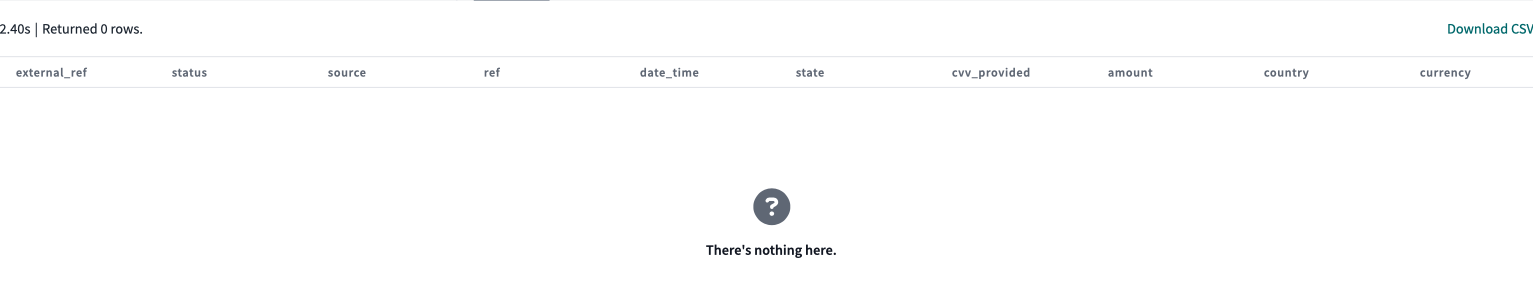 2.40s | Returned 0 rows.
Download CSV
external_ref status source ref date_time state cvv_provided amount country currency
?
There's nothing here.